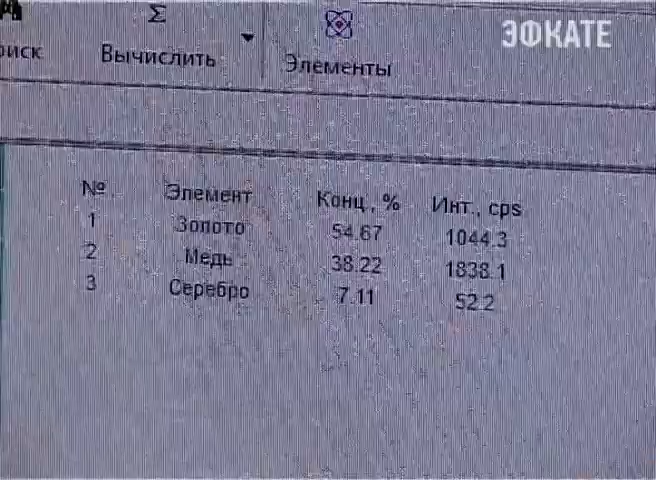 ЭФКАТЕ
Вычислить
Элементы
№ Элемент Конц., % Инт., cps
1 Золото 54.67 1044.3
2 Медь 38.22 1838.1
3 Серебро 7.11 52.2